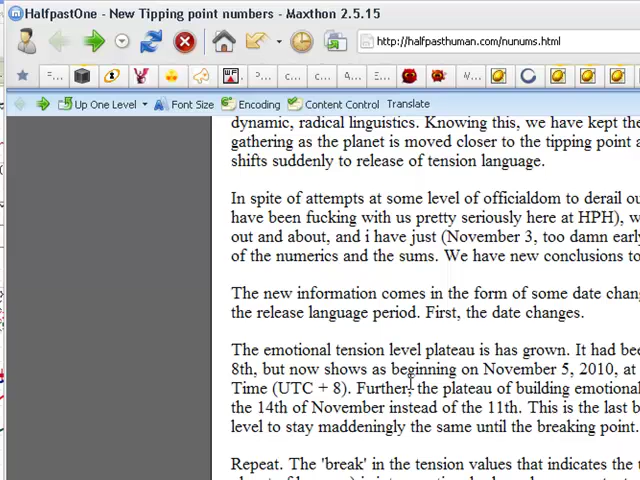 HalfpastOne - New Tipping point numbers - Maxthon 2.5.15
http://halfpasthuman.com/nunums.html
Up One Level Font Size Encoding Content Control Translate
dynamic, radical linguistics. Knowing this, we have kept the
gathering as the planet is moved closer to the tipping point a
shifts suddenly to release of tension language.
In spite of attempts at some level of officialdom to derail ou
have been fucking with us pretty seriously here at HPH), w
out and about, and i have just (November 3, too damn early
of the numerics and the sums. We have new conclusions to
The new information comes in the form of some date chang
the release language period. First, the date changes.
The emotional tension level plateau is has grown. It had bee
8th, but now shows as beginning on November 5, 2010, at
Time (UTC + 8). Further, the plateau of building emotional
the 14th of November instead of the 11th. This is the last b
level to stay maddeningly the same until the breaking point.
Repeat. The 'break' in the tension values that indicates the